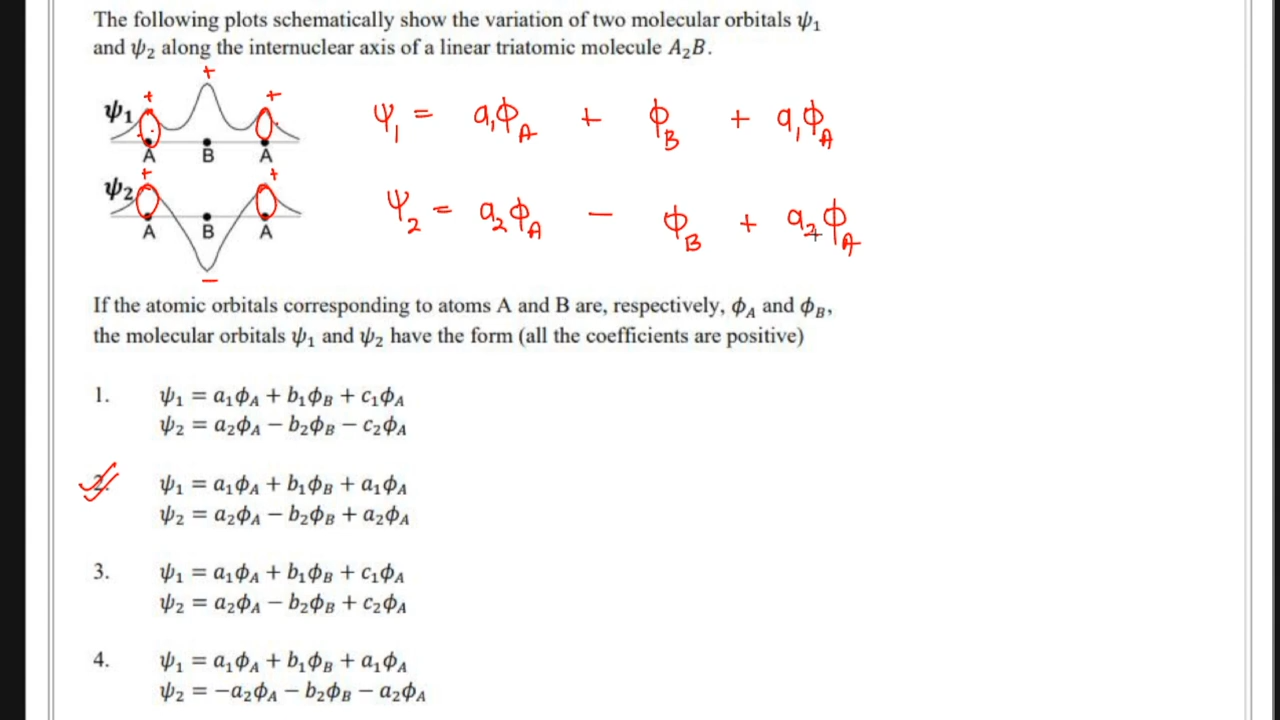 The following plots schematically show the variation of two molecular orbitals ψ₁
and ψ₂ along the internuclear axis of a linear triatomic molecule A₂B.
+
ψ₁ + +
A B A
ψ₁ = a₁ϕ_A + ϕ_B + a₁ϕ_A
ψ₂ + +
A B A
−
ψ₂ = a₂ϕ_A − ϕ_B + a₂ϕ_A
If the atomic orbitals corresponding to atoms A and B are, respectively, ϕ_A and ϕ_B,
the molecular orbitals ψ₁ and ψ₂ have the form (all the coefficients are positive)
1. ψ₁ = a₁ϕ_A + b₁ϕ_B + c₁ϕ_A
ψ₂ = a₂ϕ_A − b₂ϕ_B − c₂ϕ_A
2. ψ₁ = a₁ϕ_A + b₁ϕ_B + a₁ϕ_A
ψ₂ = a₂ϕ_A − b₂ϕ_B + a₂ϕ_A
3. ψ₁ = a₁ϕ_A + b₁ϕ_B + c₁ϕ_A
ψ₂ = a₂ϕ_A − b₂ϕ_B + c₂ϕ_A
4. ψ₁ = a₁ϕ_A + b₁ϕ_B + a₁ϕ_A
ψ₂ = −a₂ϕ_A − b₂ϕ_B − a₂ϕ_A